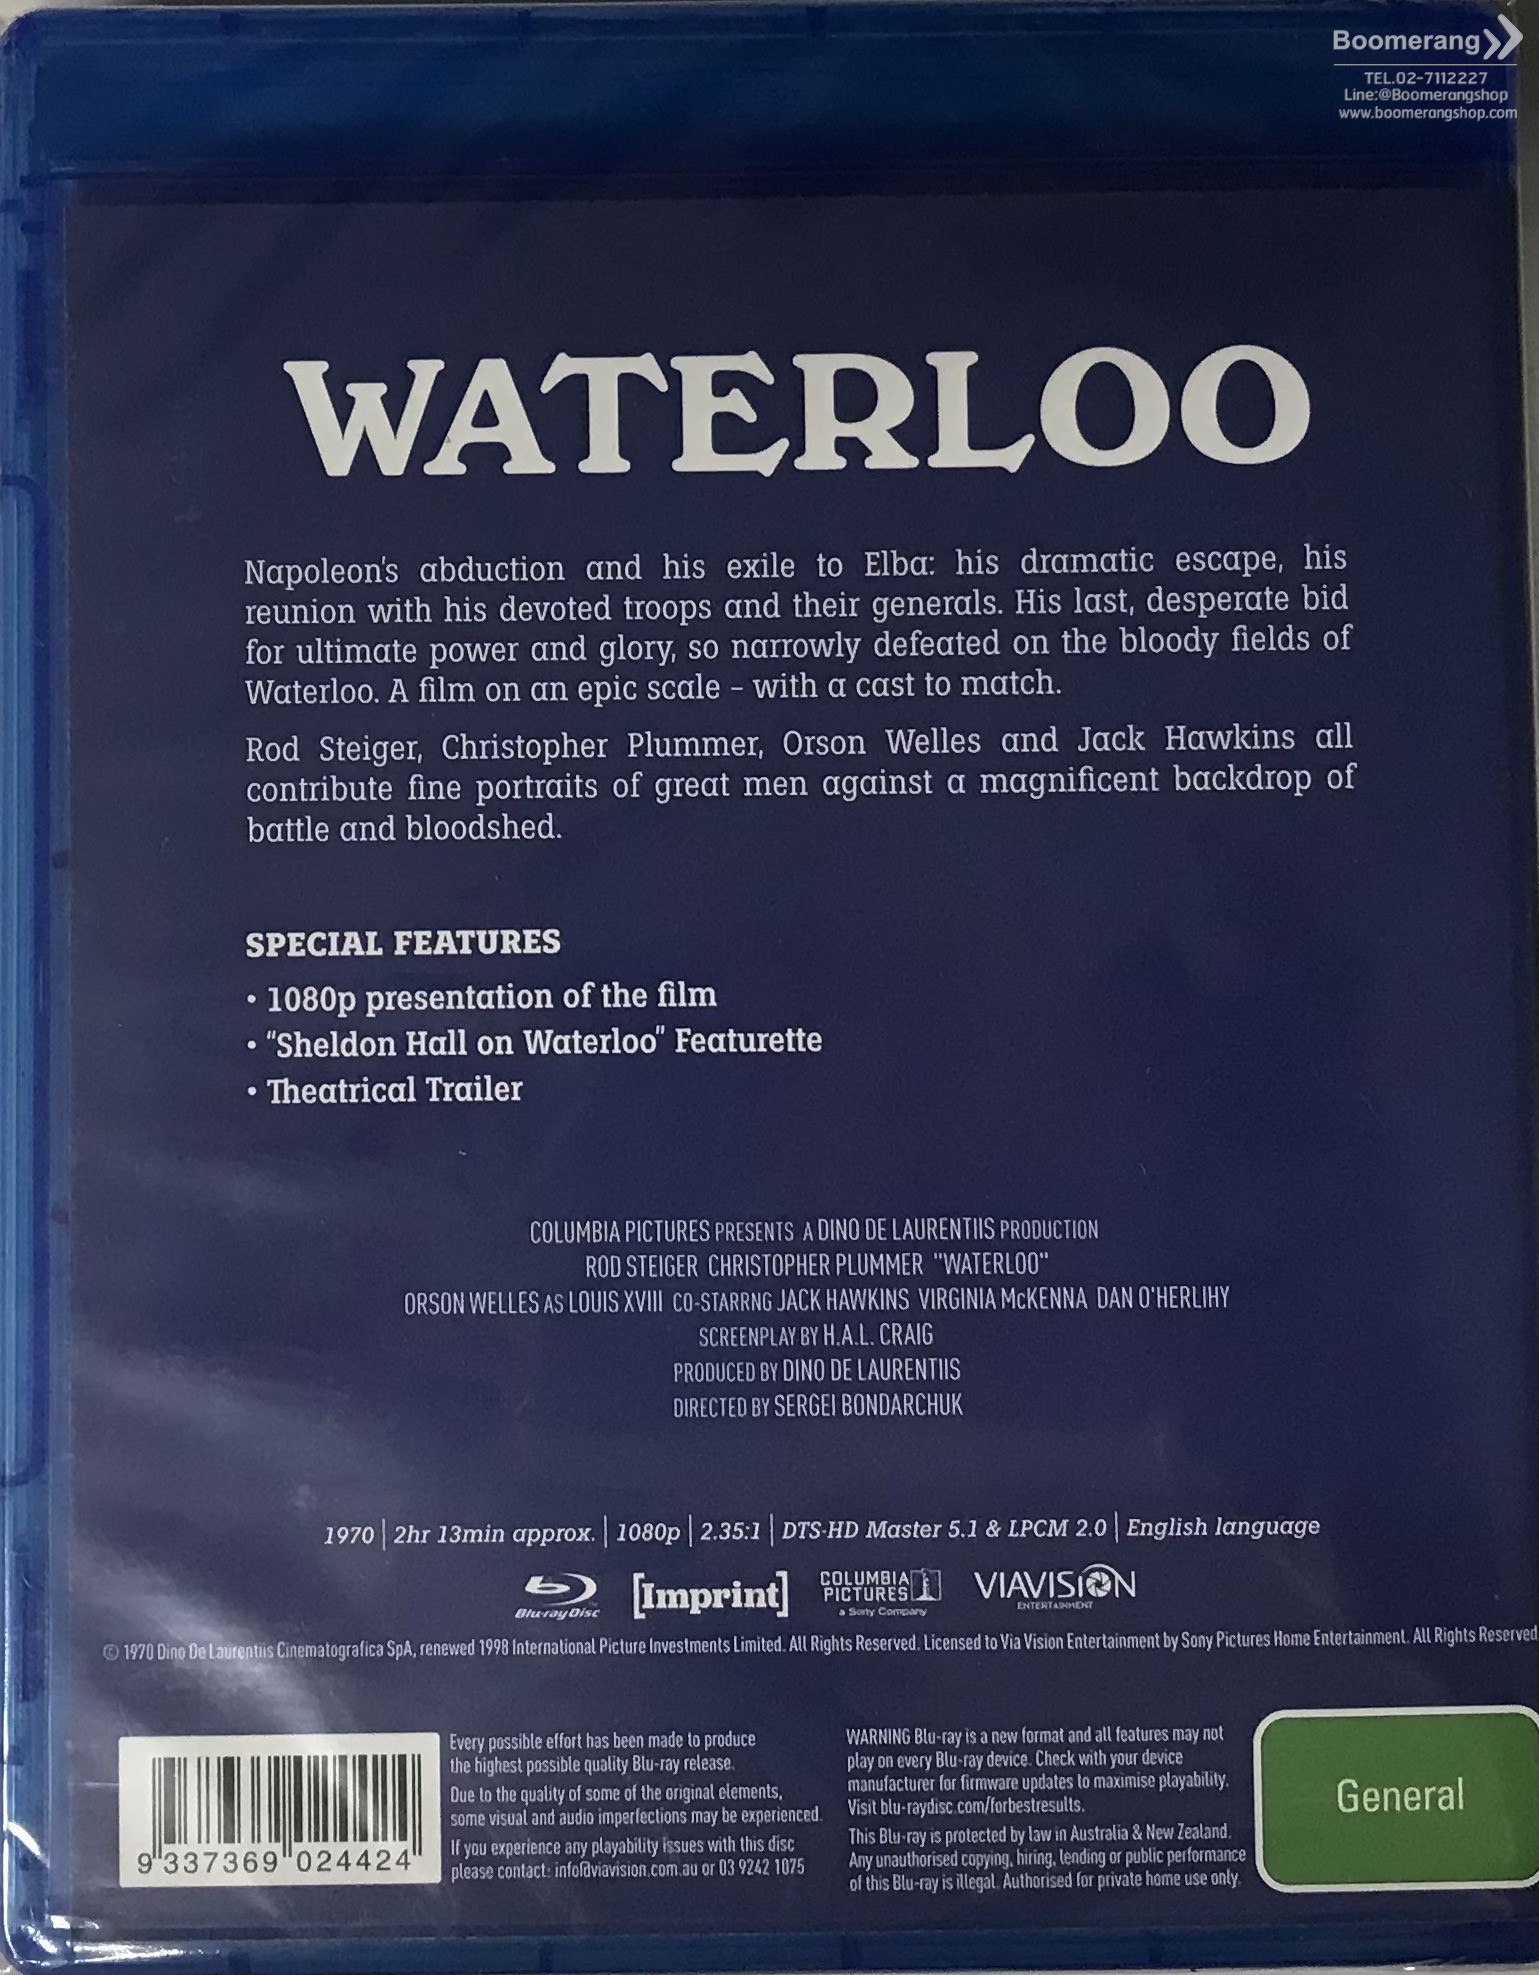 Boomerang
TEL.02-7112227
Line:@Boomerangshop
www.boomerangshop.com
WATERLOO
Napoleon's abduction and his exile to Elba: his dramatic escape, his
reunion with his devoted troops and their generals. His last, desperate bid
for ultimate power and glory, so narrowly defeated on the bloody fields of
Waterloo. A film on an epic scale – with a cast to match.
Rod Steiger, Christopher Plummer, Orson Welles and Jack Hawkins all
contribute fine portraits of great men against a magnificent backdrop of
battle and bloodshed.
SPECIAL FEATURES
• 1080p presentation of the film
• "Sheldon Hall on Waterloo" Featurette
• Theatrical Trailer
COLUMBIA PICTURES PRESENTS A DINO DE LAURENTIIS PRODUCTION
ROD STEIGER CHRISTOPHER PLUMMER "WATERLOO"
ORSON WELLES AS LOUIS XVIII CO-STARRNG JACK HAWKINS VIRGINIA McKENNA DAN O'HERLIHY
SCREENPLAY BY H.A.L. CRAIG
PRODUCED BY DINO DE LAURENTIIS
DIRECTED BY SERGEI BONDARCHUK
1970 | 2hr 13min approx. | 1080p | 2.35:1 | DTS-HD Master 5.1 & LPCM 2.0 | English language
Blu-ray Disc
[Imprint]
COLUMBIA
PICTURES
a Sony Company
VIAVISION
ENTERTAINMENT
© 1970 Dino De Laurentiis Cinematografica SpA, renewed 1998 International Picture Investments Limited. All Rights Reserved. Licensed to Via Vision Entertainment by Sony Pictures Home Entertainment. All Rights Reserved
9 337369 024424
Every possible effort has been made to produce
the highest possible quality Blu-ray release.
Due to the quality of some of the original elements,
some visual and audio imperfections may be experienced.
If you experience any playability issues with this disc
please contact: info@viavision.com.au or 03 9242 1075
WARNING Blu-ray is a new format and all features may not
play on every Blu-ray device. Check with your device
manufacturer for firmware updates to maximise playability.
Visit blu-raydisc.com/forbestresults.
This Blu-ray is protected by law in Australia & New Zealand.
Any unauthorised copying, hiring, lending or public performance
of this Blu-ray is illegal. Authorised for private home use only.
General